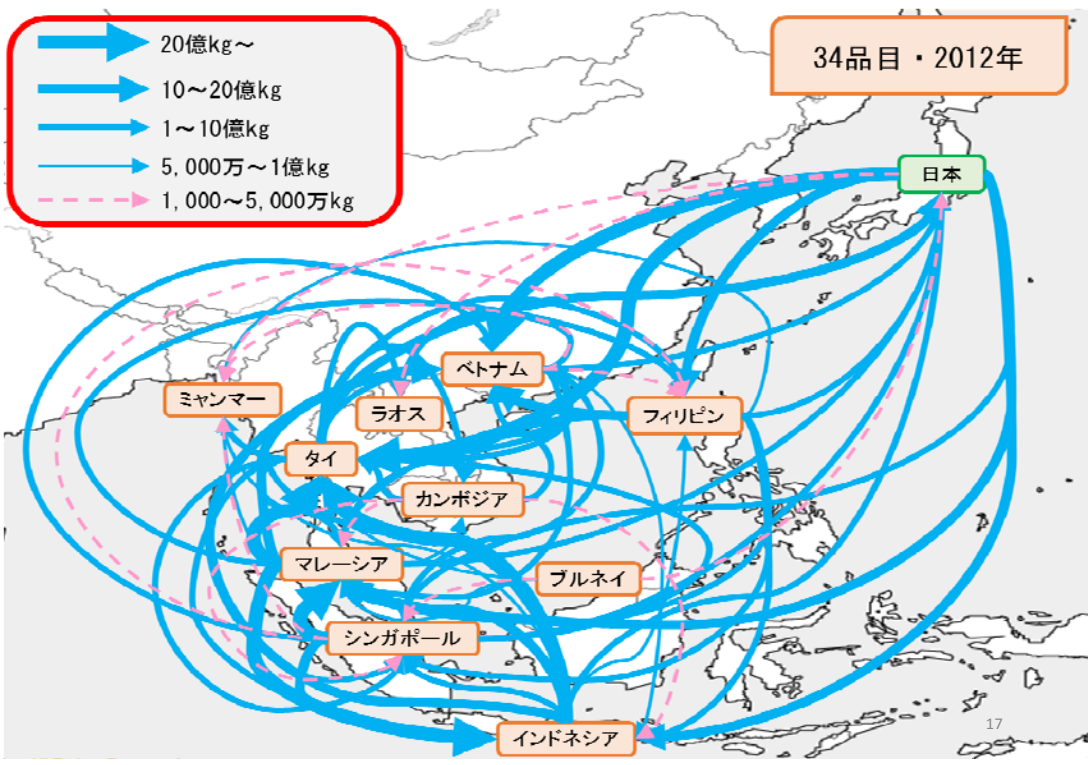 20億kg～
10～20億kg
1～10億kg
5,000万～1億kg
1,000～5,000万kg
34品目・2012年
日本
ベトナム
ミャンマー
ラオス
フィリピン
タイ
カンボジア
マレーシア
ブルネイ
シンガポール
インドネシア
17